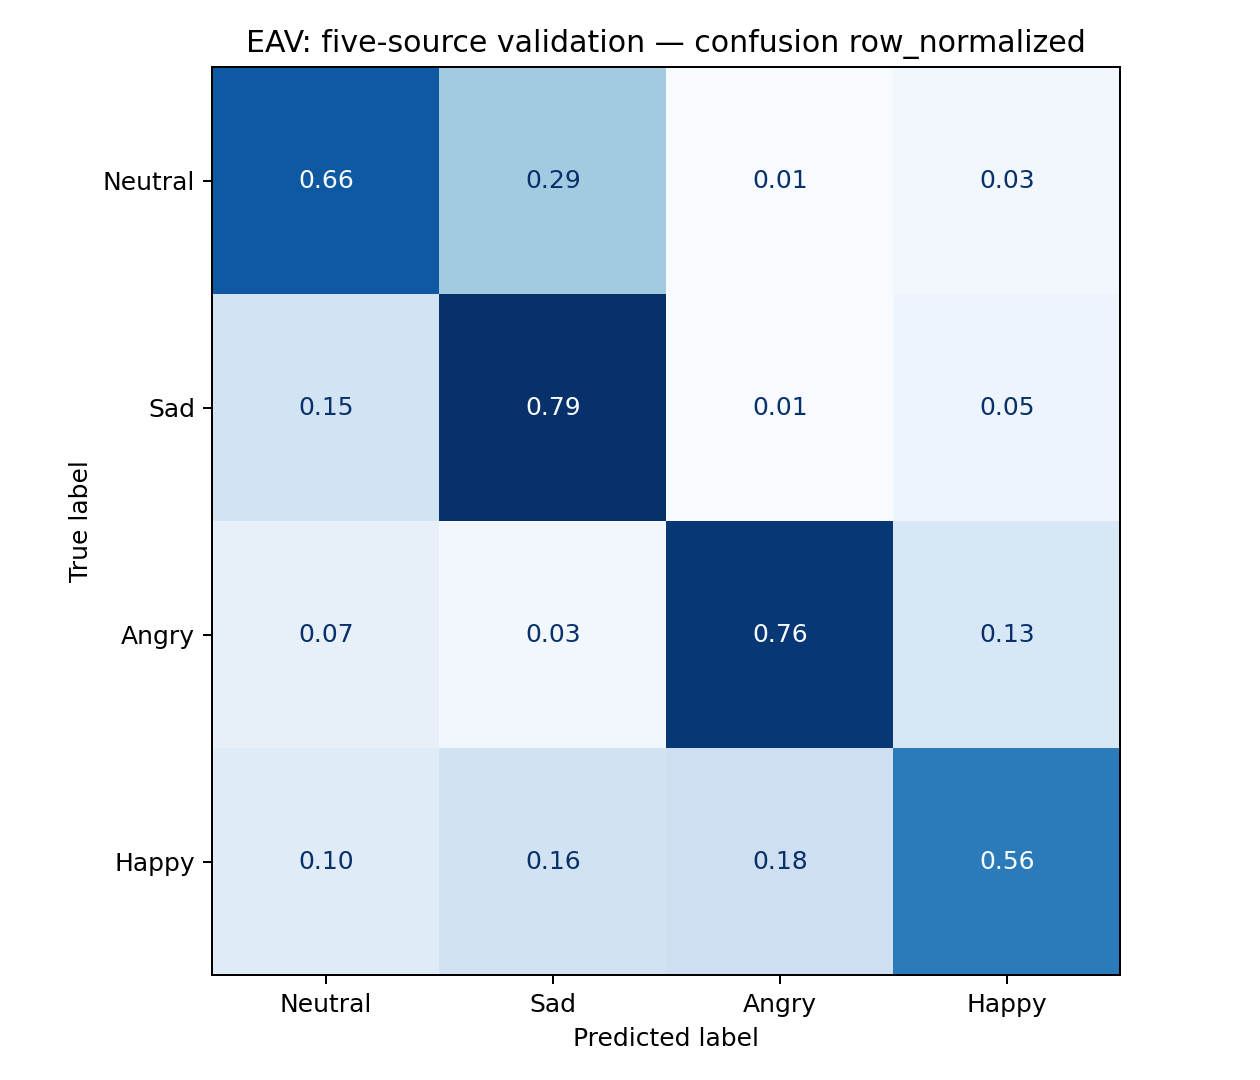 EAV: five-source validation — confusion row_normalized
Neutral 0.66 0.29 0.01 0.03
Sad 0.15 0.79 0.01 0.05
True label
Angry 0.07 0.03 0.76 0.13
Happy 0.10 0.16 0.18 0.56
Neutral Sad Angry Happy
Predicted label